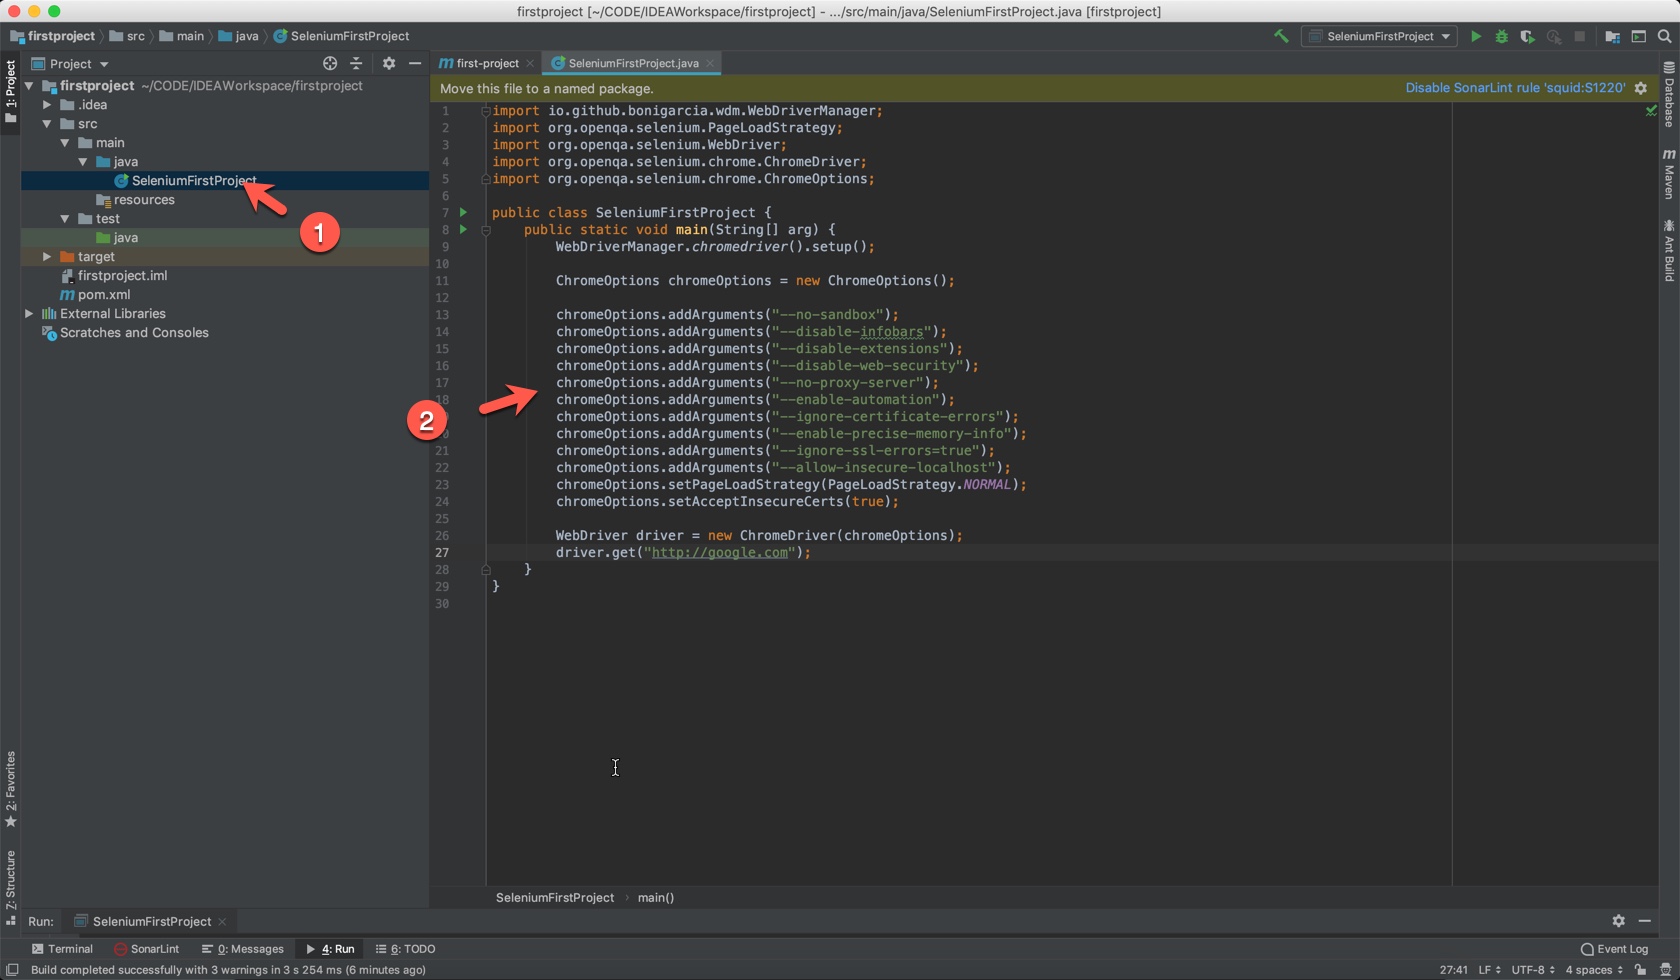 firstproject [~/CODE/IDEAWorkspace/firstproject] - .../src/main/java/SeleniumFirstProject.java [firstproject]
firstproject src main java SeleniumFirstProject
SeleniumFirstProject
1: Project
Project
first-project
SeleniumFirstProject.java
Move this file to a named package.
Disable SonarLint rule 'squid:S1220'
firstproject ~/CODE/IDEAWorkspace/firstproject
.idea
src
main
java
SeleniumFirstProject
resources
test
java
target
firstproject.iml
pom.xml
External Libraries
Scratches and Consoles
1
2
1 import io.github.bonigarcia.wdm.WebDriverManager;
2 import org.openqa.selenium.PageLoadStrategy;
3 import org.openqa.selenium.WebDriver;
4 import org.openqa.selenium.chrome.ChromeDriver;
5 import org.openqa.selenium.chrome.ChromeOptions;
6
7 public class SeleniumFirstProject {
8 public static void main(String[] arg) {
9 WebDriverManager.chromedriver().setup();
10
11 ChromeOptions chromeOptions = new ChromeOptions();
12
13 chromeOptions.addArguments("--no-sandbox");
14 chromeOptions.addArguments("--disable-infobars");
15 chromeOptions.addArguments("--disable-extensions");
16 chromeOptions.addArguments("--disable-web-security");
17 chromeOptions.addArguments("--no-proxy-server");
18 chromeOptions.addArguments("--enable-automation");
chromeOptions.addArguments("--ignore-certificate-errors");
chromeOptions.addArguments("--enable-precise-memory-info");
21 chromeOptions.addArguments("--ignore-ssl-errors=true");
22 chromeOptions.addArguments("--allow-insecure-localhost");
23 chromeOptions.setPageLoadStrategy(PageLoadStrategy.NORMAL);
24 chromeOptions.setAcceptInsecureCerts(true);
25
26 WebDriver driver = new ChromeDriver(chromeOptions);
27 driver.get("http://google.com");
28 }
29 }
30
Database
m Maven
Ant Build
2: Favorites
Z: Structure
SeleniumFirstProject main()
Run: SeleniumFirstProject
Terminal SonarLint 0: Messages 4: Run 6: TODO
Event Log
Build completed successfully with 3 warnings in 3 s 254 ms (6 minutes ago)
27:41 LF UTF-8 4 spaces